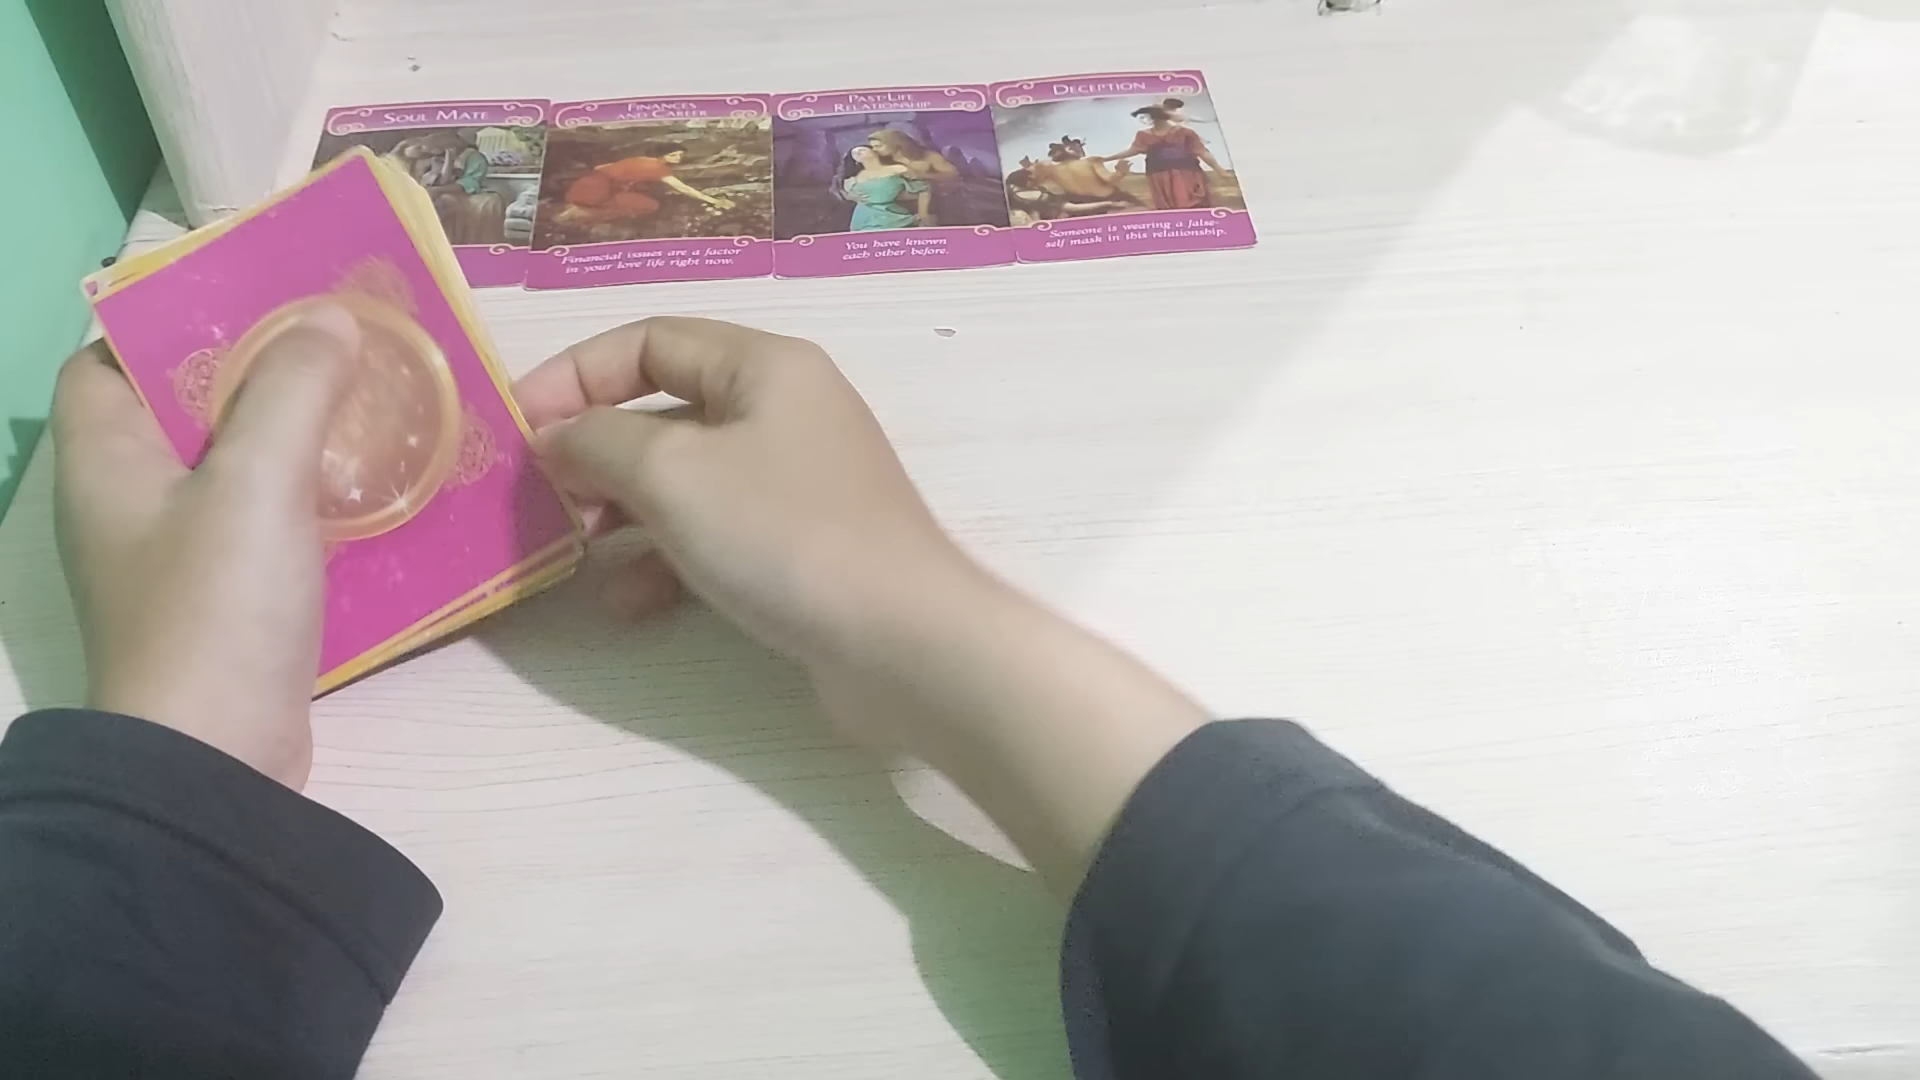 SOUL MATE
FINANCES
AND CAREER
Financial issues are a factor
in your love life right now.
PAST-LIFE
RELATIONSHIP
You have known
each other before.
DECEPTION
Someone is wearing a false-
self mask in this relationship.